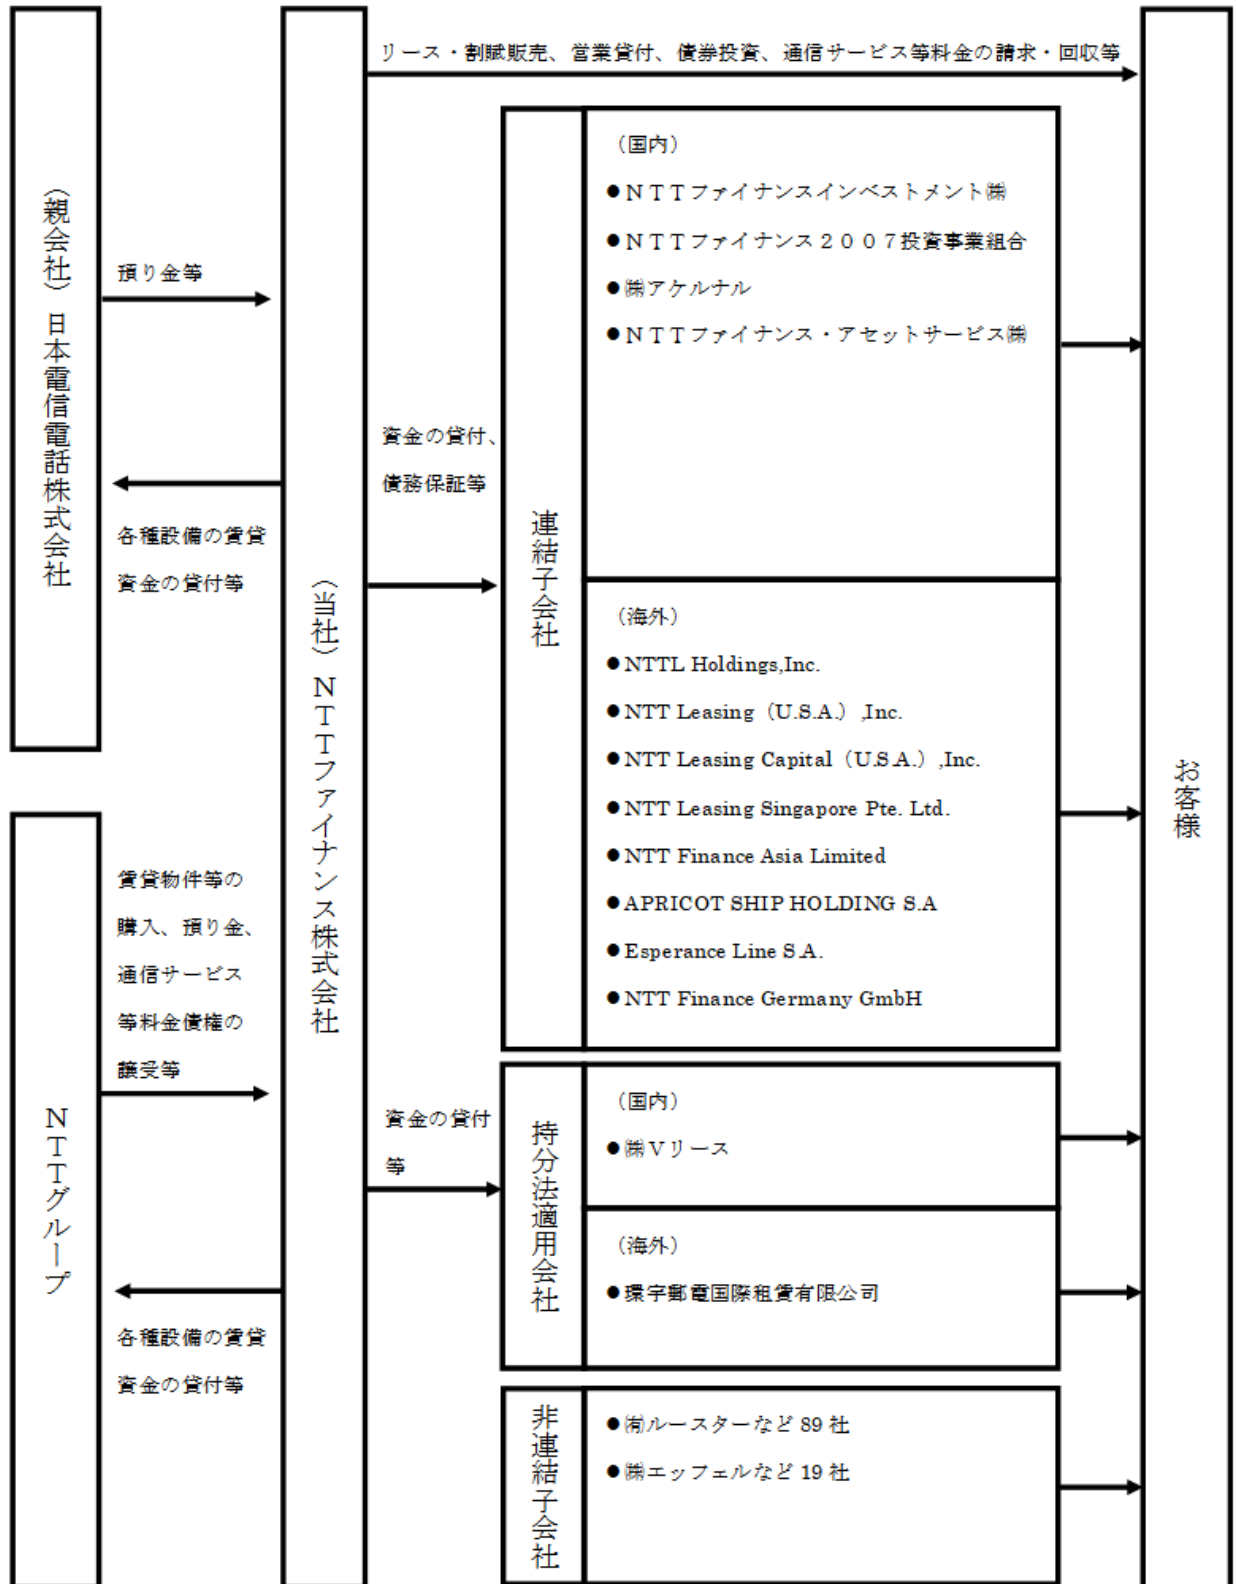 リース・割賦販売、営業貸付、債券投資、通信サービス等料金の請求・回収等
（親会社）日本電信電話株式会社
預り金等
各種設備の賃貸
資金の貸付等
NTTグループ
賃貸物件等の
購入、預り金、
通信サービス
等料金債権の
譲受等
各種設備の賃貸
資金の貸付等
（当社）NTTファイナンス株式会社
資金の貸付、
債務保証等
連結子会社
（国内）
●ＮＴＴファイナンスインベストメント㈱
●ＮＴＴファイナンス２００７投資事業組合
●㈱アケルナル
●ＮＴＴファイナンス・アセットサービス㈱
（海外）
●NTTL Holdings,Inc.
●NTT Leasing（U.S.A.）,Inc.
●NTT Leasing Capital（U.S.A.）,Inc.
●NTT Leasing Singapore Pte. Ltd.
●NTT Finance Asia Limited
●APRICOT SHIP HOLDING S.A
●Esperance Line S.A.
●NTT Finance Germany GmbH
資金の貸付
等
持分法適用会社
（国内）
●㈱Ｖリース
（海外）
●環宇郵電国際租賃有限公司
非連結子会社
●㈲ルースターなど 89 社
●㈱エッフェルなど 19 社
お客様